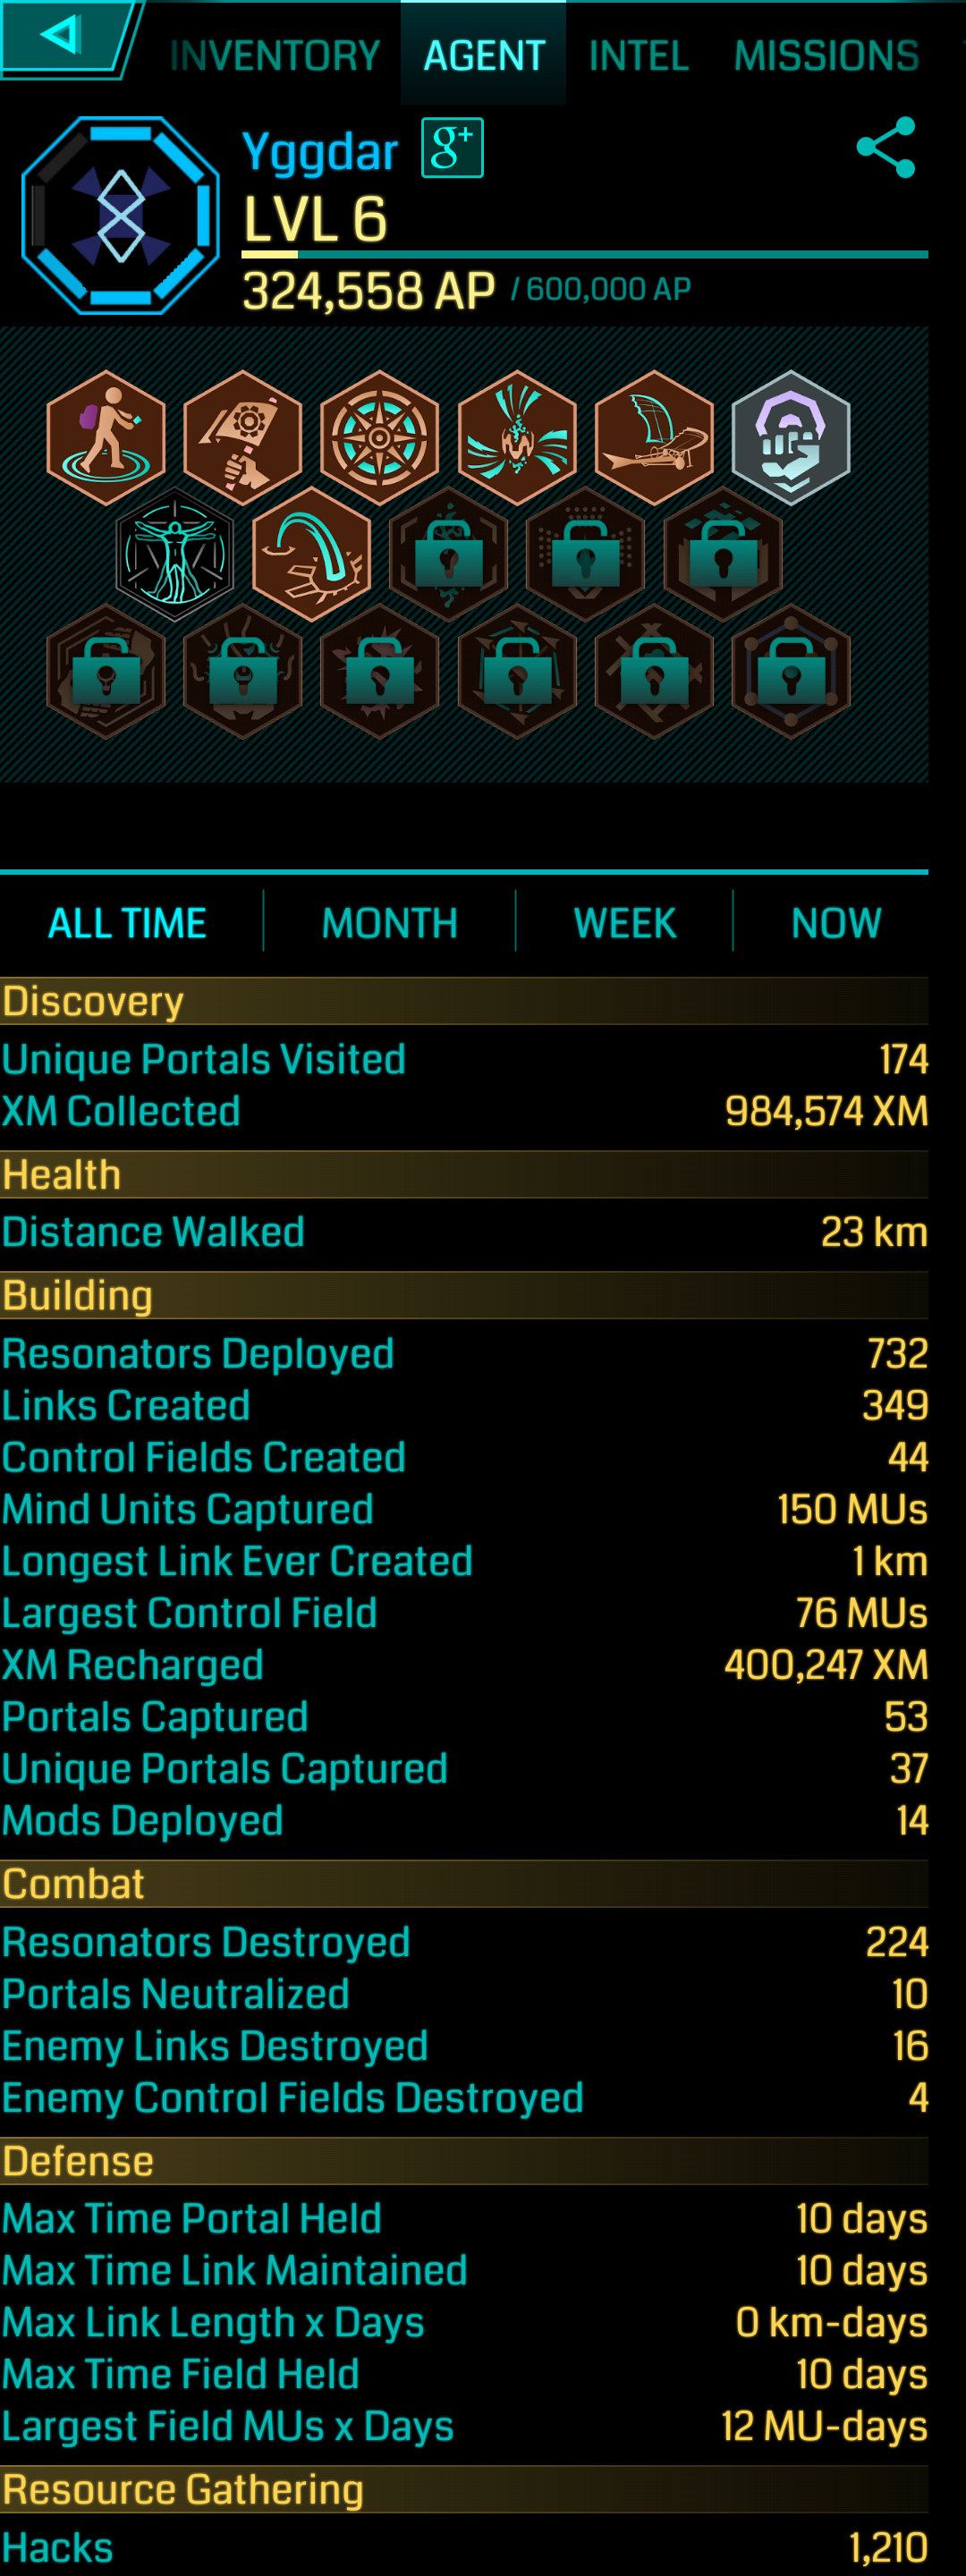 INVENTORY AGENT INTEL MISSIONS
Yggdar g+
LVL 6
324,558 AP / 600,000 AP
ALL TIME MONTH WEEK NOW
Discovery
Unique Portals Visited 174
XM Collected 984,574 XM
Health
Distance Walked 23 km
Building
Resonators Deployed 732
Links Created 349
Control Fields Created 44
Mind Units Captured 150 MUs
Longest Link Ever Created 1 km
Largest Control Field 76 MUs
XM Recharged 400,247 XM
Portals Captured 53
Unique Portals Captured 37
Mods Deployed 14
Combat
Resonators Destroyed 224
Portals Neutralized 10
Enemy Links Destroyed 16
Enemy Control Fields Destroyed 4
Defense
Max Time Portal Held 10 days
Max Time Link Maintained 10 days
Max Link Length x Days 0 km-days
Max Time Field Held 10 days
Largest Field MUs x Days 12 MU-days
Resource Gathering
Hacks 1,210